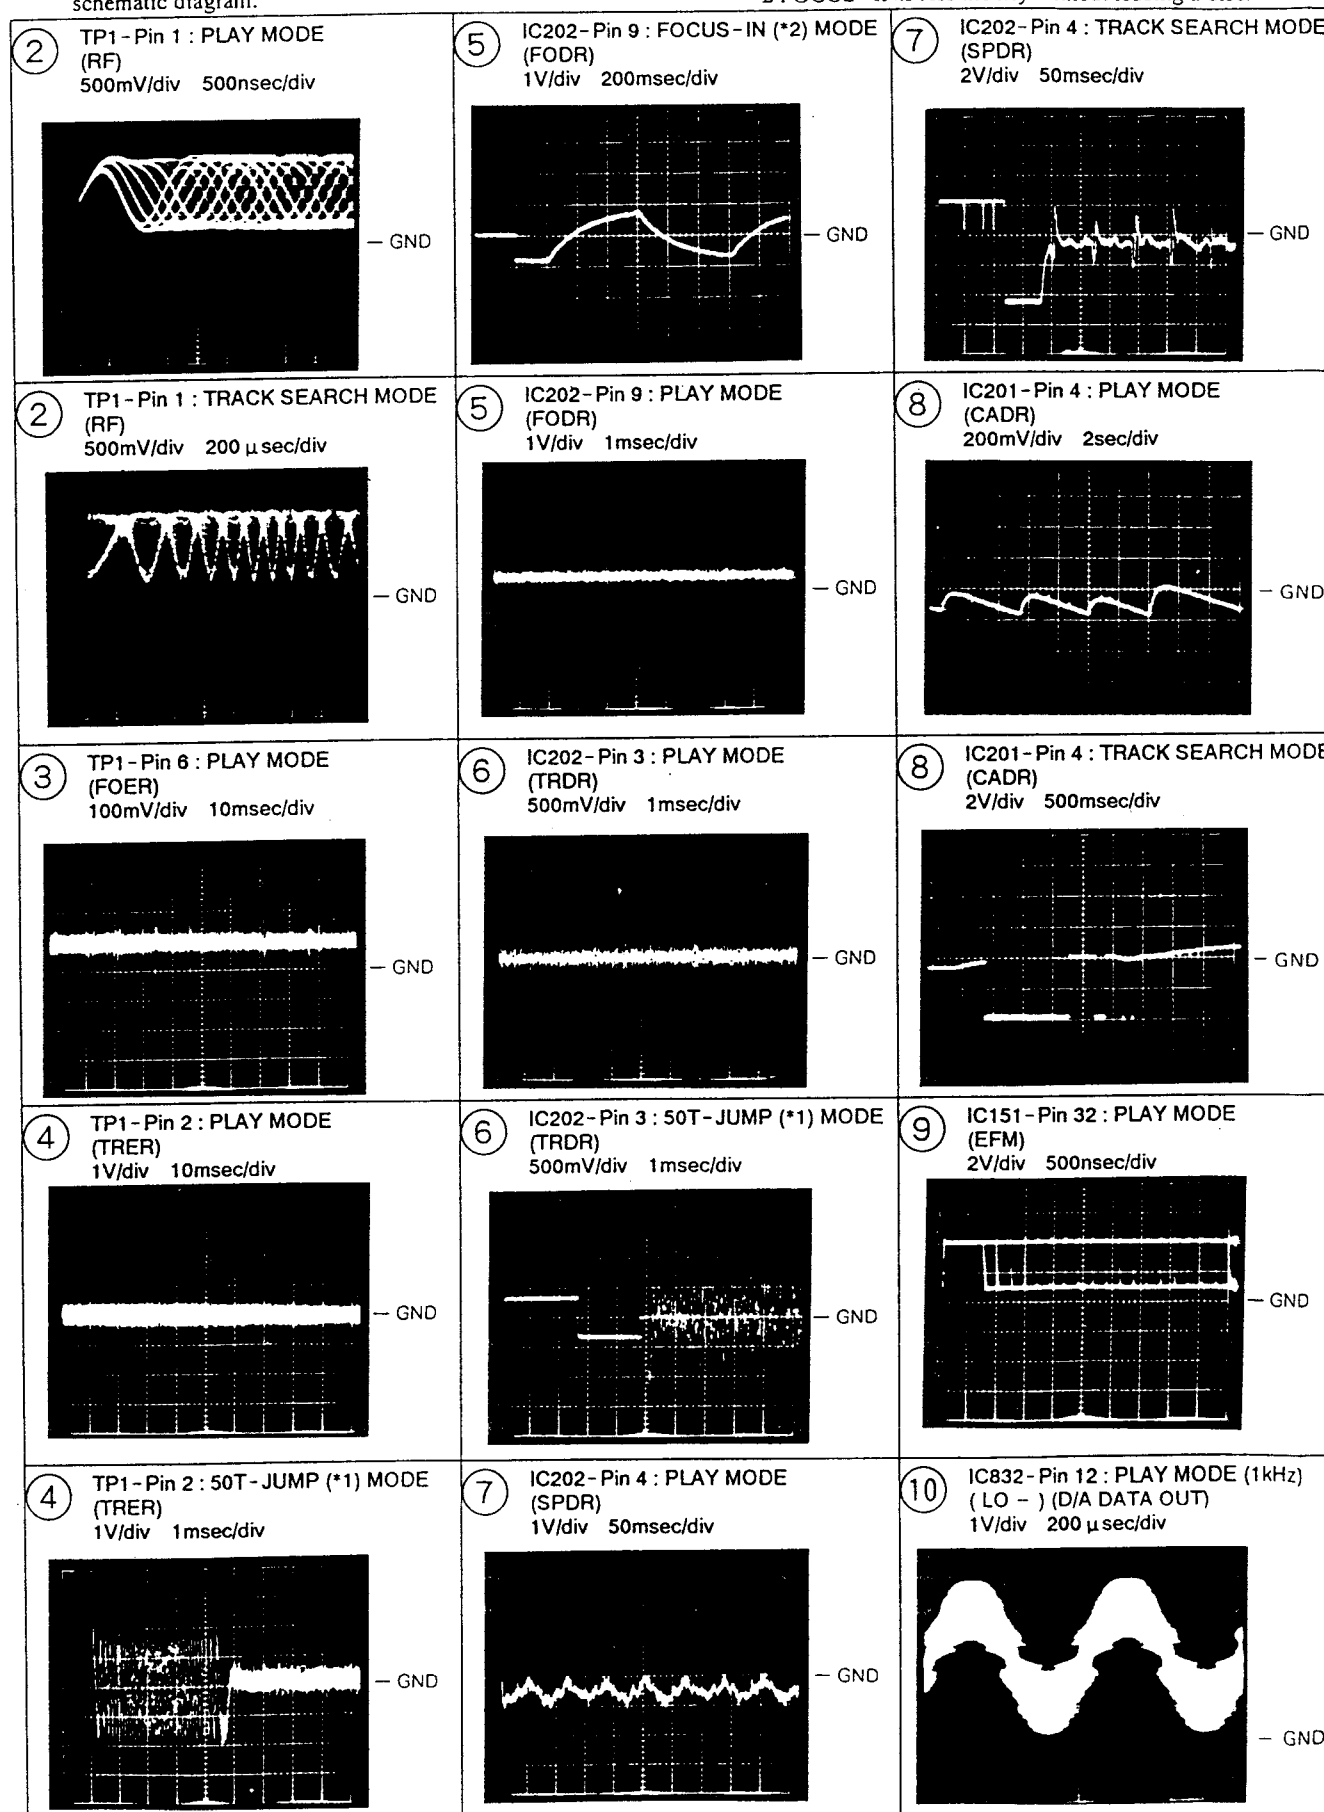 schematic diagram.
2
TP1-Pin 1 : PLAY MODE
(RF)
500mV/div 500nsec/div
— GND
2
TP1-Pin 1 : TRACK SEARCH MODE
(RF)
500mV/div 200 μsec/div
— GND
3
TP1-Pin 6 : PLAY MODE
(FOER)
100mV/div 10msec/div
— GND
4
TP1-Pin 2 : PLAY MODE
(TRER)
1V/div 10msec/div
— GND
4
TP1-Pin 2 : 50T-JUMP (*1) MODE
(TRER)
1V/div 1msec/div
— GND
5
IC202-Pin 9 : FOCUS-IN (*2) MODE
(FODR)
1V/div 200msec/div
— GND
5
IC202-Pin 9 : PLAY MODE
(FODR)
1V/div 1msec/div
— GND
6
IC202-Pin 3 : PLAY MODE
(TRDR)
500mV/div 1msec/div
— GND
6
IC202-Pin 3 : 50T-JUMP (*1) MODE
(TRDR)
500mV/div 1msec/div
— GND
7
IC202-Pin 4 : PLAY MODE
(SPDR)
1V/div 50msec/div
— GND
7
IC202-Pin 4 : TRACK SEARCH MODE
(SPDR)
2V/div 50msec/div
— GND
8
IC201-Pin 4 : PLAY MODE
(CADR)
200mV/div 2sec/div
— GND
8
IC201-Pin 4 : TRACK SEARCH MODE
(CADR)
2V/div 500msec/div
— GND
9
IC151-Pin 32 : PLAY MODE
(EFM)
2V/div 500nsec/div
— GND
10
IC832-Pin 12 : PLAY MODE (1kHz)
( LO - ) (D/A DATA OUT)
1V/div 200 μsec/div
— GND